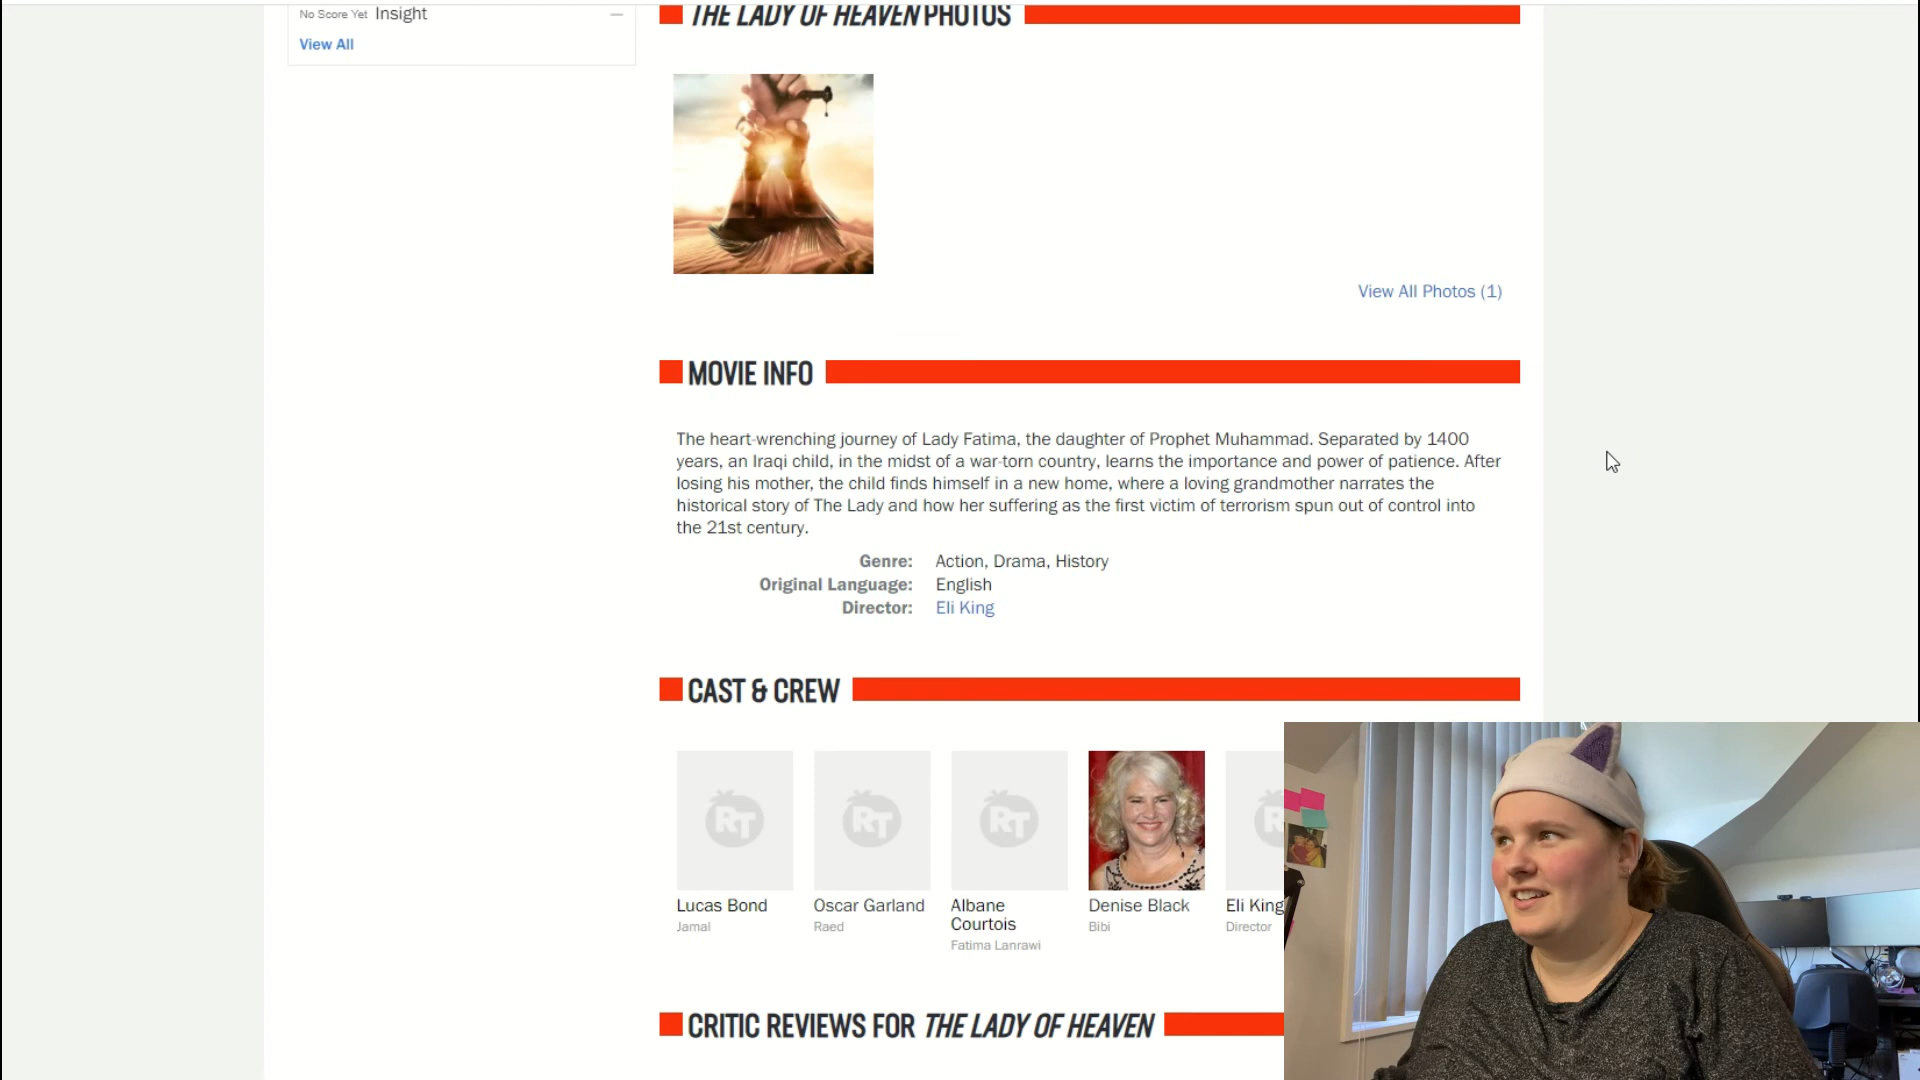 No Score Yet Insight —
View All
THE LADY OF HEAVEN PHOTOS
View All Photos (1)
MOVIE INFO
The heart-wrenching journey of Lady Fatima, the daughter of Prophet Muhammad. Separated by 1400
years, an Iraqi child, in the midst of a war-torn country, learns the importance and power of patience. After
losing his mother, the child finds himself in a new home, where a loving grandmother narrates the
historical story of The Lady and how her suffering as the first victim of terrorism spun out of control into
the 21st century.
Genre: Action, Drama, History
Original Language: English
Director: Eli King
CAST & CREW
RT RT RT R
Lucas Bond
Jamal
Oscar Garland
Raed
Albane
Courtois
Fatima Lanrawi
Denise Black
Bibi
Eli King
Director
CRITIC REVIEWS FOR THE LADY OF HEAVEN